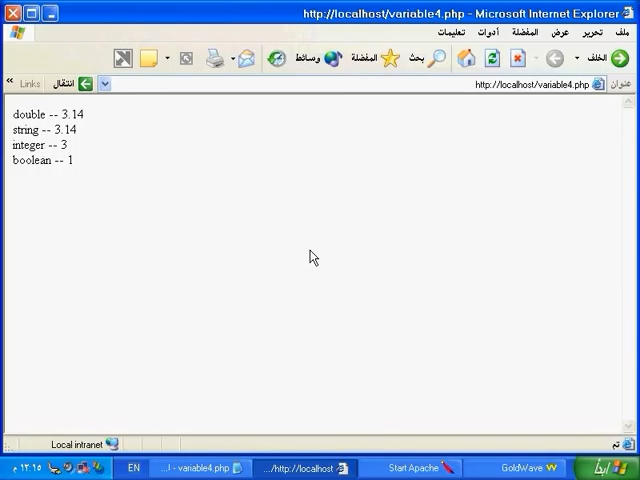 http://localhost/variable4.php - Microsoft Internet Explorer
ملف تحرير عرض المفضلة أدوات تعليمات
الخلف بحث المفضلة وسائط
عنوان http://localhost/variable4.php انتقال Links »
double -- 3.14
string -- 3.14
integer -- 3
boolean -- 1
تم Local intranet
ابدأ GoldWave Start Apache http://localhost/... variable4.php - ا... EN ١٢:١٥ م